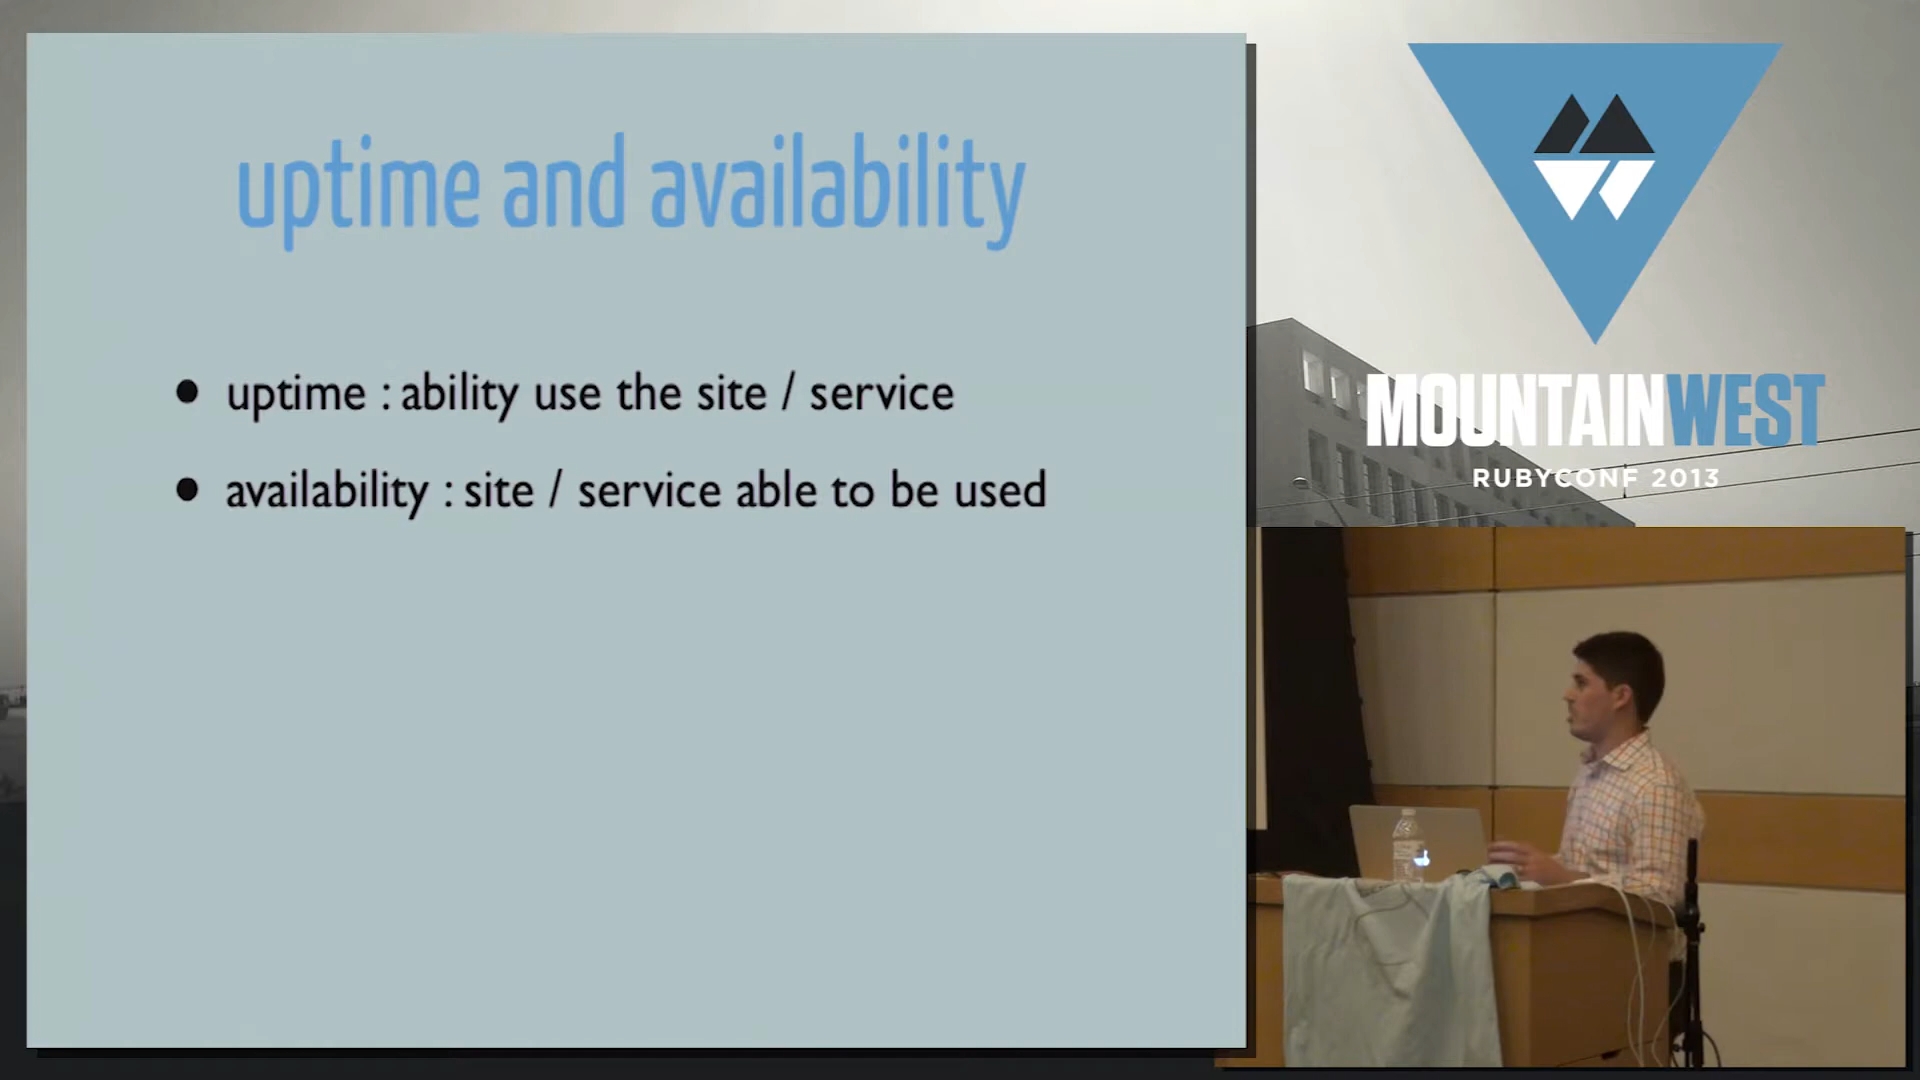 uptime and availability
• uptime : ability use the site / service
• availability : site / service able to be used
MOUNTAINWEST
RUBYCONF 2013